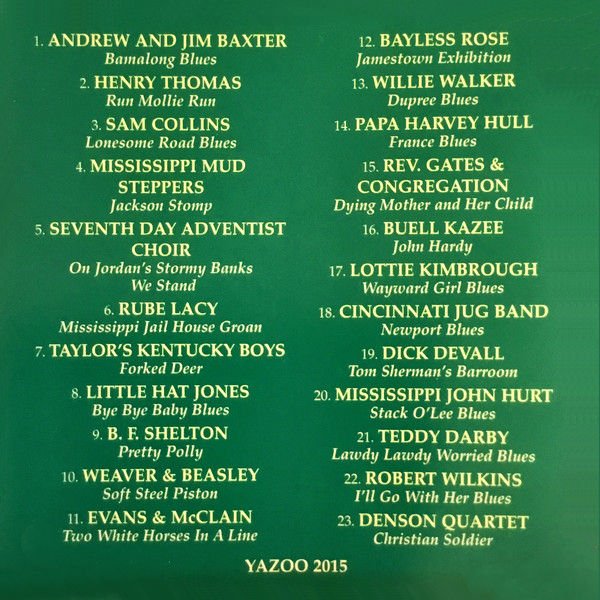 1. ANDREW AND JIM BAXTER
Bamalong Blues
2. HENRY THOMAS
Run Mollie Run
3. SAM COLLINS
Lonesome Road Blues
4. MISSISSIPPI MUD
STEPPERS
Jackson Stomp
5. SEVENTH DAY ADVENTIST
CHOIR
On Jordan's Stormy Banks
We Stand
6. RUBE LACY
Mississippi Jail House Groan
7. TAYLOR'S KENTUCKY BOYS
Forked Deer
8. LITTLE HAT JONES
Bye Bye Baby Blues
9. B. F. SHELTON
Pretty Polly
10. WEAVER & BEASLEY
Soft Steel Piston
11. EVANS & McCLAIN
Two White Horses In A Line
12. BAYLESS ROSE
Jamestown Exhibition
13. WILLIE WALKER
Dupree Blues
14. PAPA HARVEY HULL
France Blues
15. REV. GATES &
CONGREGATION
Dying Mother and Her Child
16. BUELL KAZEE
John Hardy
17. LOTTIE KIMBROUGH
Wayward Girl Blues
18. CINCINNATI JUG BAND
Newport Blues
19. DICK DEVALL
Tom Sherman's Barroom
20. MISSISSIPPI JOHN HURT
Stack O'Lee Blues
21. TEDDY DARBY
Lawdy Lawdy Worried Blues
22. ROBERT WILKINS
I'll Go With Her Blues
23. DENSON QUARTET
Christian Soldier
YAZOO 2015